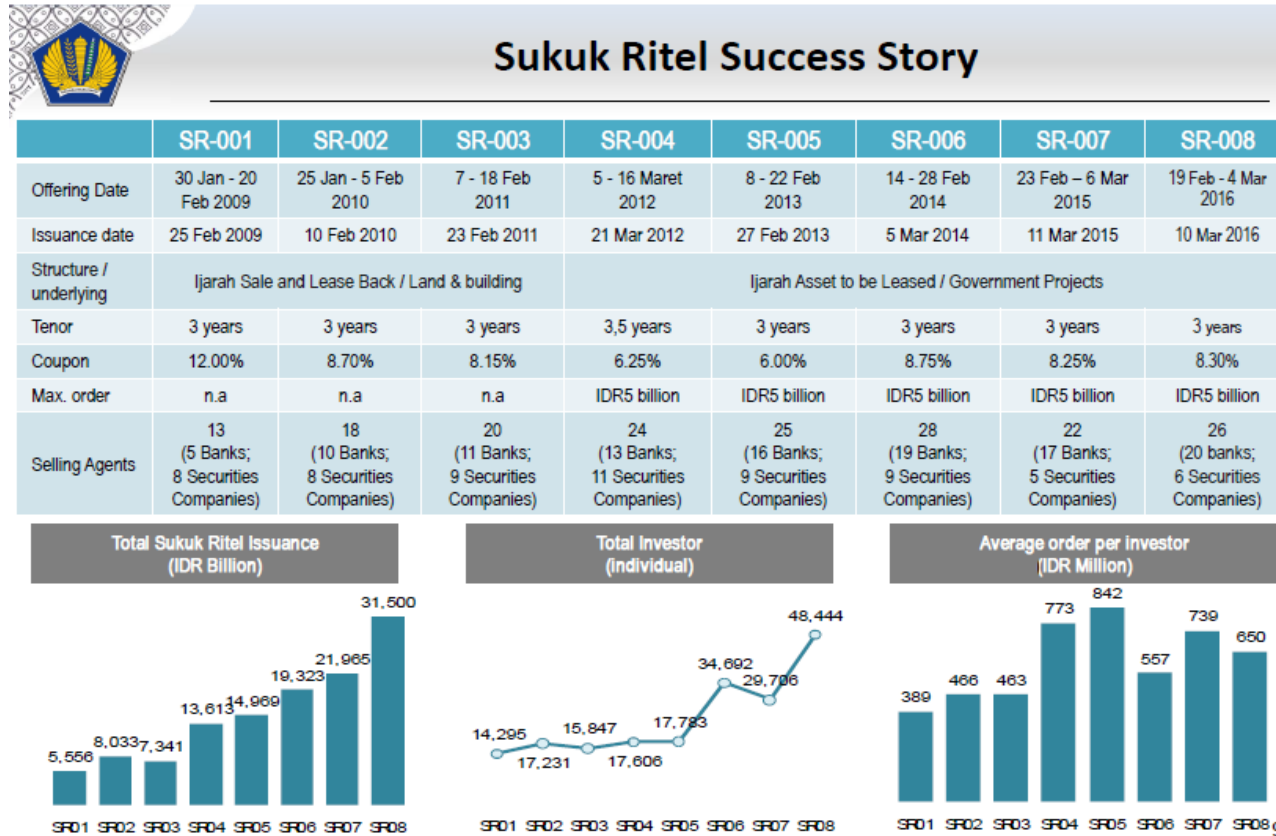 Sukuk Ritel Success Story
SR-001 SR-002 SR-003 SR-004 SR-005 SR-006 SR-007 SR-008
Offering Date
30 Jan - 20
Feb 2009
25 Jan - 5 Feb
2010
7 - 18 Feb
2011
5 - 16 Maret
2012
8 - 22 Feb
2013
14 - 28 Feb
2014
23 Feb – 6 Mar
2015
19 Feb - 4 Mar
2016
Issuance date 25 Feb 2009 10 Feb 2010 23 Feb 2011 21 Mar 2012 27 Feb 2013 5 Mar 2014 11 Mar 2015 10 Mar 2016
Structure /
underlying
Ijarah Sale and Lease Back / Land & building
Ijarah Asset to be Leased / Government Projects
Tenor 3 years 3 years 3 years 3,5 years 3 years 3 years 3 years 3 years
Coupon 12.00% 8.70% 8.15% 6.25% 6.00% 8.75% 8.25% 8.30%
Max. order n.a n.a n.a IDR5 billion IDR5 billion IDR5 billion IDR5 billion IDR5 billion
Selling Agents
13
(5 Banks;
8 Securities
Companies)
18
(10 Banks;
8 Securities
Companies)
20
(11 Banks;
9 Securities
Companies)
24
(13 Banks;
11 Securities
Companies)
25
(16 Banks;
9 Securities
Companies)
28
(19 Banks;
9 Securities
Companies)
22
(17 Banks;
5 Securities
Companies)
26
(20 banks;
6 Securities
Companies)
Total Sukuk Ritel Issuance
(IDR Billion)
5,556
8,033
7,341
13,613
14,969
19,323
21,965
31,500
SR01 SR02 SR03 SR04 SR05 SR06 SR07 SR08
Total Investor
(individual)
14,295
17,231
15,847
17,606
17,783
34,692
29,706
48,444
SR01 SR02 SR03 SR04 SR05 SR06 SR07 SR08
Average order per investor
(IDR Million)
389
466
463
773
842
557
739
650
SR01 SR02 SR03 SR04 SR05 SR06 SR07 SR08